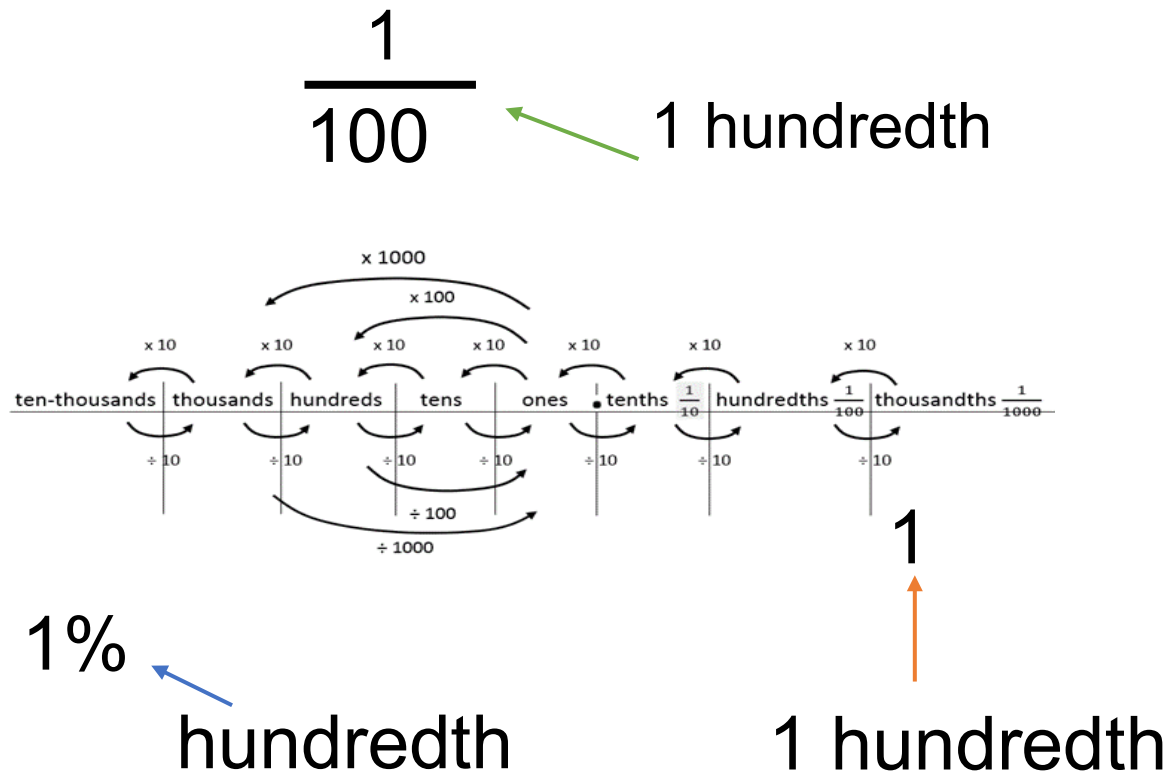 1
100
1 hundredth
x 1000
x 100
x 10 x 10 x 10 x 10 x 10 x 10 x 10
ten-thousands thousands hundreds tens ones . tenths 1/10 hundredths 1/100 thousandths 1/1000
÷ 10 ÷ 10 ÷ 10 ÷ 10 ÷ 10 ÷ 10 ÷ 10
÷ 100
÷ 1000
1
1%
hundredth
1 hundredth